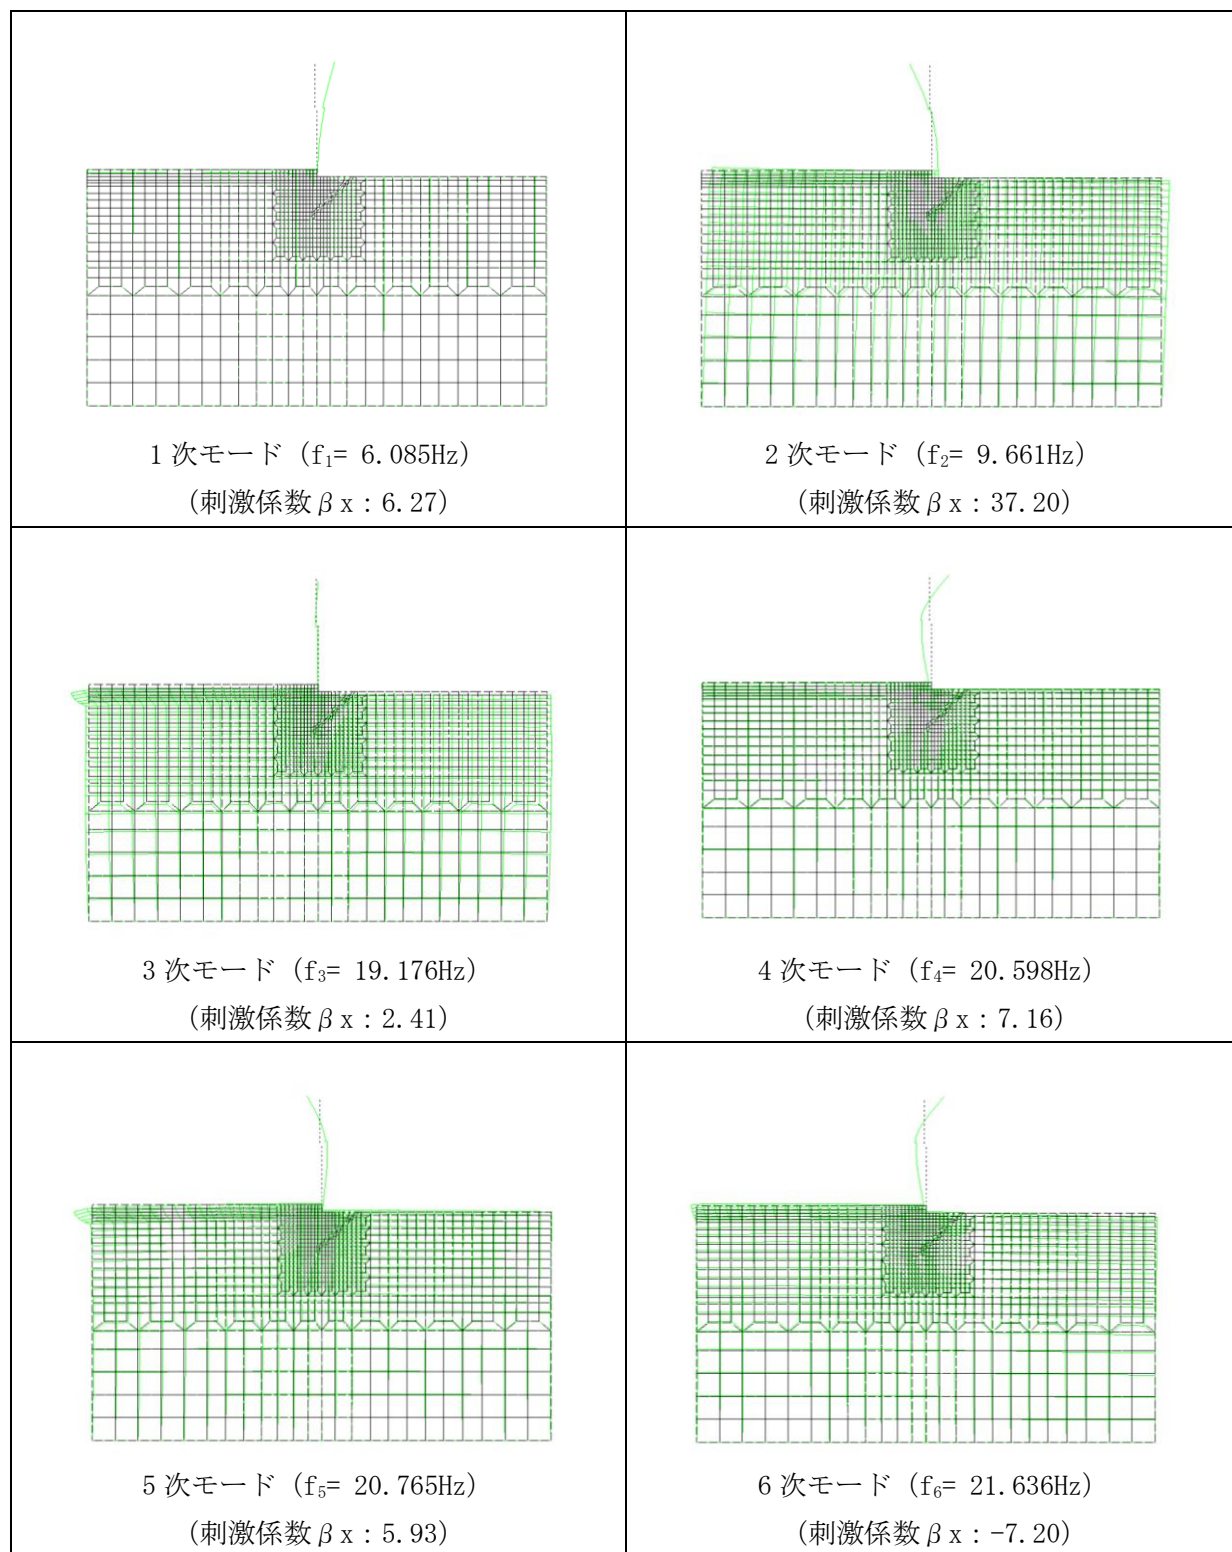 1 次モード (f₁= 6.085Hz)
(刺激係数βx：6.27)
2 次モード (f₂= 9.661Hz)
(刺激係数βx：37.20)
3 次モード (f₃= 19.176Hz)
(刺激係数βx：2.41)
4 次モード (f₄= 20.598Hz)
(刺激係数βx：7.16)
5 次モード (f₅= 20.765Hz)
(刺激係数βx：5.93)
6 次モード (f₆= 21.636Hz)
(刺激係数βx：-7.20)